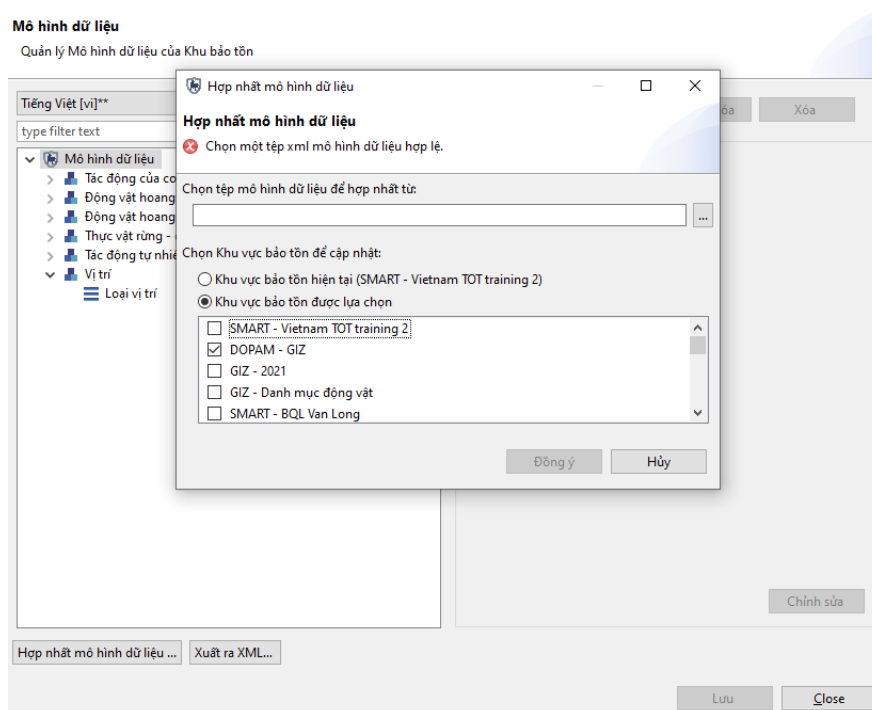 Mô hình dữ liệu
Quản lý Mô hình dữ liệu của Khu bảo tồn
Tiếng Việt [vi]**
Xóa
type filter text
Mô hình dữ liệu
Tác động của
Động vật hoang
Động vật hoang
Thực vật rừng -
Tác động tự nhiê
Vị trí
Loại vị trí
Hợp nhất mô hình dữ liệu
Hợp nhất mô hình dữ liệu
Chọn một tệp xml mô hình dữ liệu hợp lệ.
Chọn tệp mô hình dữ liệu để hợp nhất từ:
...
Chọn Khu vực bảo tồn để cập nhật:
Khu vực bảo tồn hiện tại (SMART - Vietnam TOT training 2)
Khu vực bảo tồn được lựa chọn
SMART - Vietnam TOT training 2
DOPAM - GIZ
GIZ - 2021
GIZ - Danh mục động vật
SMART - BQL Van Long
Đồng ý
Hủy
Chỉnh sửa
Hợp nhất mô hình dữ liệu ...
Xuất ra XML...
Lưu
Close